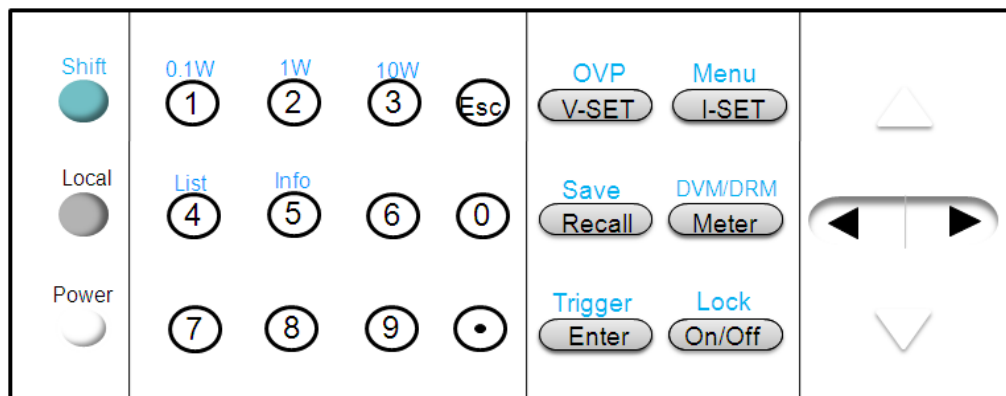 Shift
0.1W 1W 10W
1 2 3 Esc
OVP Menu
V-SET I-SET
Local
List Info
4 5 6 0
Save DVM/DRM
Recall Meter
Power
7 8 9 •
Trigger Lock
Enter On/Off